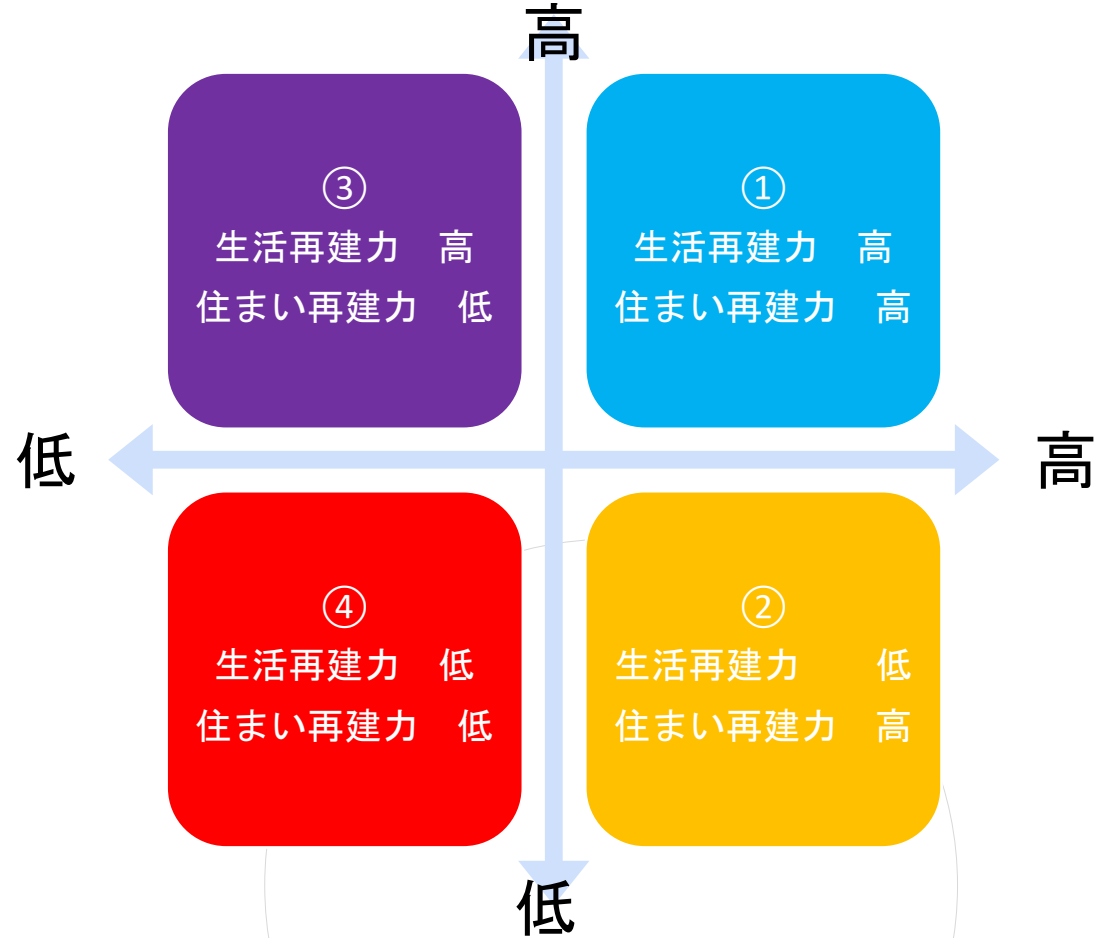 高
③
生活再建力　高
住まい再建力　低
①
生活再建力　高
住まい再建力　高
低
高
④
生活再建力　低
住まい再建力　低
②
生活再建力　　低
住まい再建力　高
低